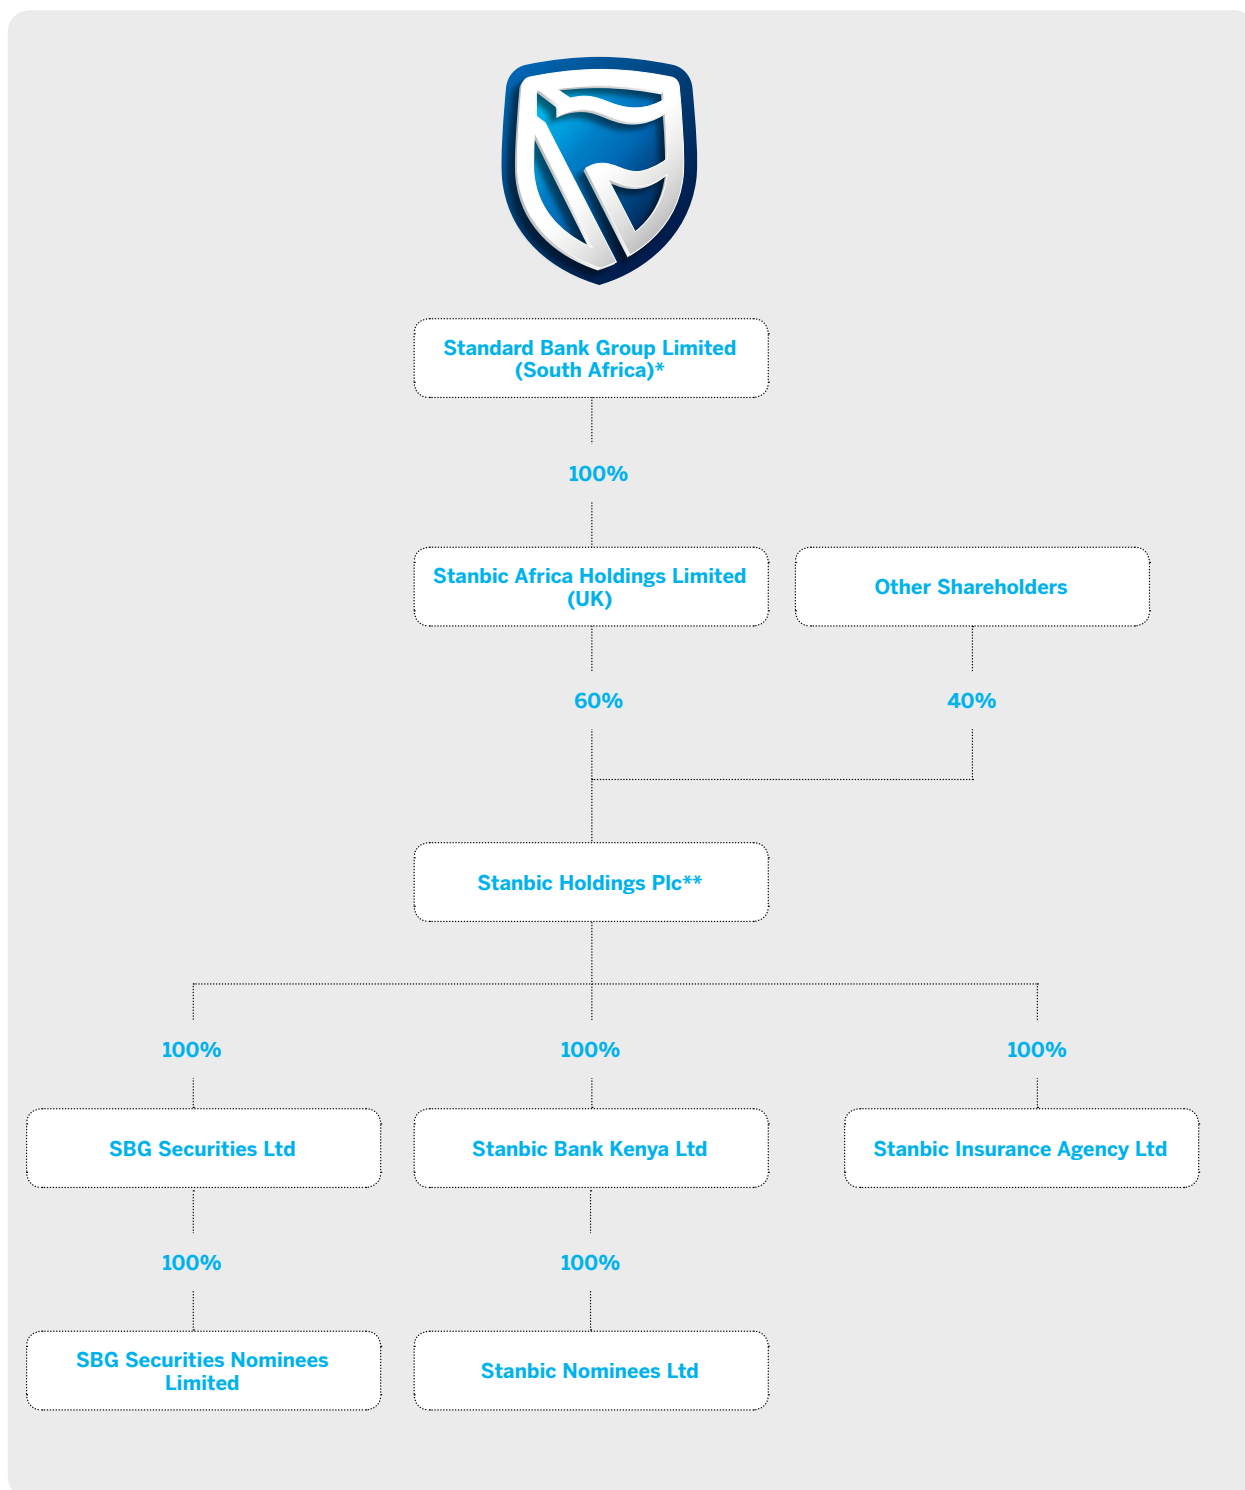 Standard Bank Group Limited
(South Africa)*
100%
Stanbic Africa Holdings Limited
(UK)
Other Shareholders
60%
40%
Stanbic Holdings Plc**
100%
100%
100%
SBG Securities Ltd
Stanbic Bank Kenya Ltd
Stanbic Insurance Agency Ltd
100%
100%
SBG Securities Nominees
Limited
Stanbic Nominees Ltd